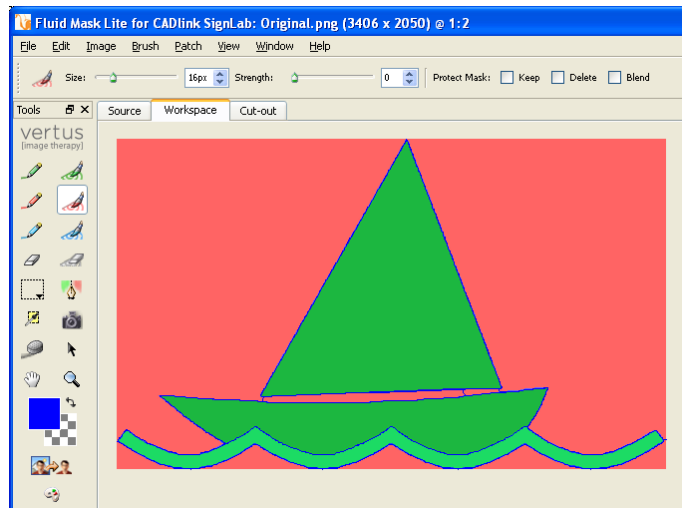 Fluid Mask Lite for CADlink SignLab: Original.png (3406 x 2050) @ 1:2
File Edit Image Brush Patch View Window Help
Size: 16px Strength: 0 Protect Mask: Keep Delete Blend
Tools Source Workspace Cut-out
vertus
[image therapy]